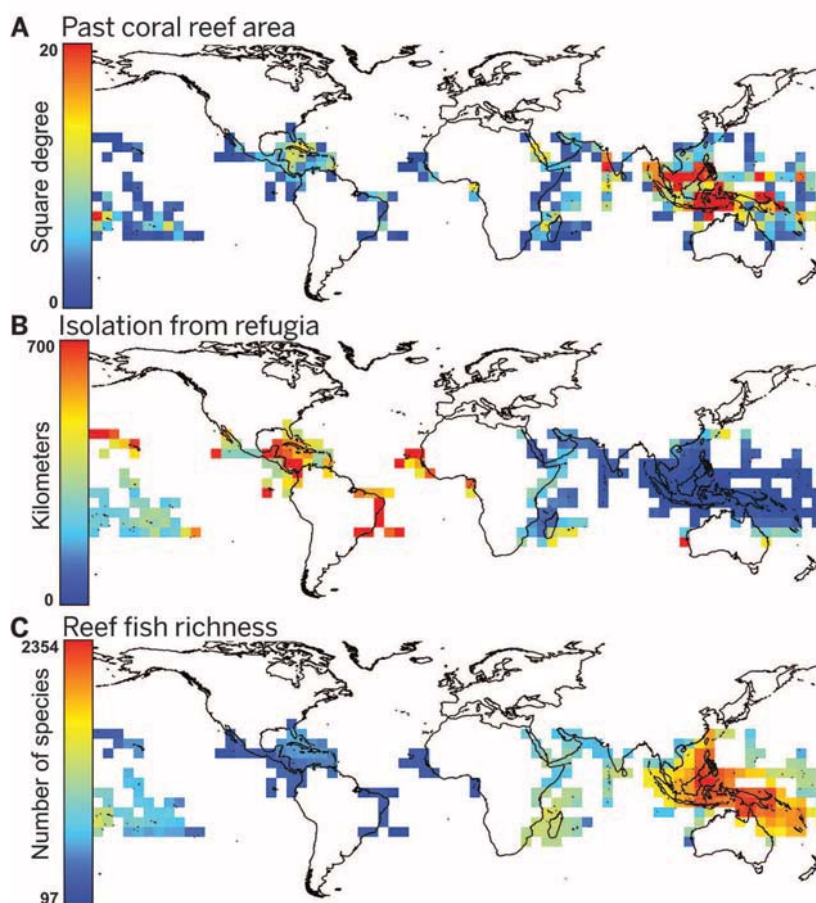 A Past coral reef area
20
Square degree
0
B Isolation from refugia
700
Kilometers
0
C Reef fish richness
2354
Number of species
97